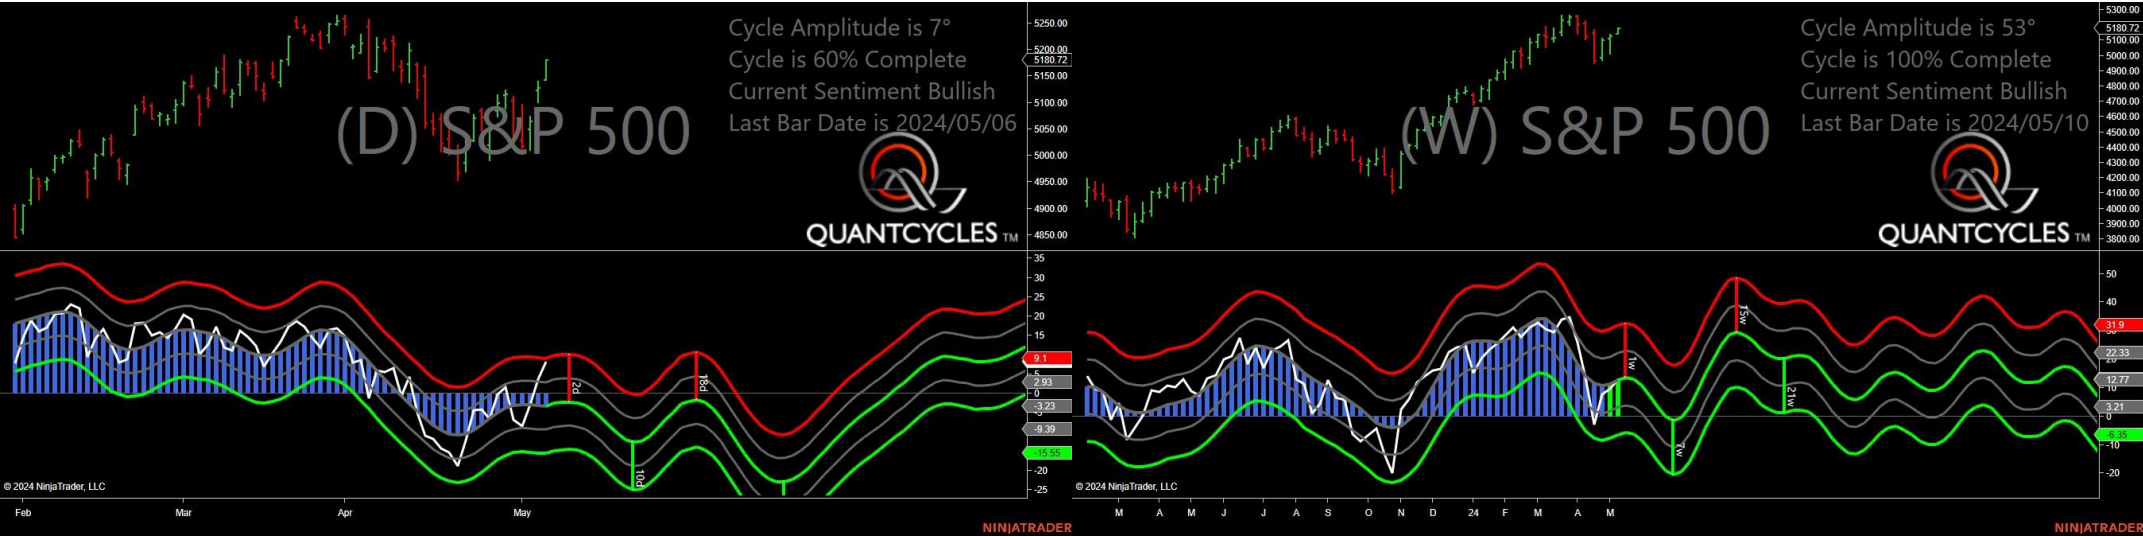 Cycle Amplitude is 7°
Cycle is 60% Complete
Current Sentiment Bullish
Last Bar Date is 2024/05/06
(D) S&P 500
QUANTCYCLES TM
5250.00
5200.00
5180.72
5150.00
5100.00
5050.00
5000.00
4950.00
4900.00
4850.00
35
30
25
20
15
9.1
5
2.93
0
-3.23
-9.39
-15.55
-20
-25
2d
10d
18d
© 2024 NinjaTrader, LLC
Feb Mar Apr May
NINJATRADER
Cycle Amplitude is 53°
Cycle is 100% Complete
Current Sentiment Bullish
Last Bar Date is 2024/05/10
(W) S&P 500
QUANTCYCLES TM
5300.00
5180.72
5100.00
4900.00
4800.00
4700.00
4600.00
4500.00
4400.00
4300.00
4200.00
4100.00
4000.00
3900.00
3800.00
50
40
31.9
22.33
20
12.77
10
3.21
0
-6.35
-10
-20
1w
7w
15w
21w
© 2024 NinjaTrader, LLC
M A M J J A S O N D 24 F M A M
NINJATRADER